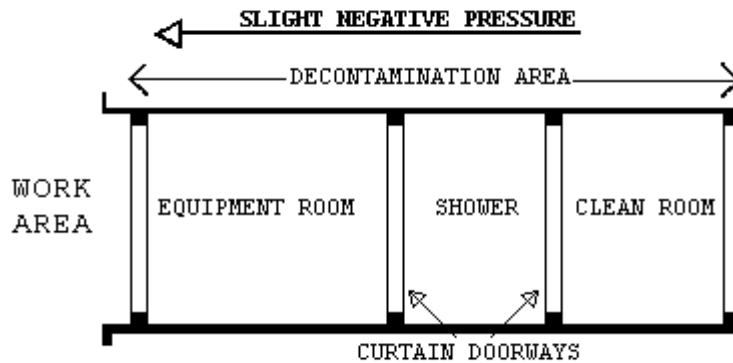 SLIGHT NEGATIVE PRESSURE
DECONTAMINATION AREA
WORK
AREA
EQUIPMENT ROOM
SHOWER
CLEAN ROOM
CURTAIN DOORWAYS